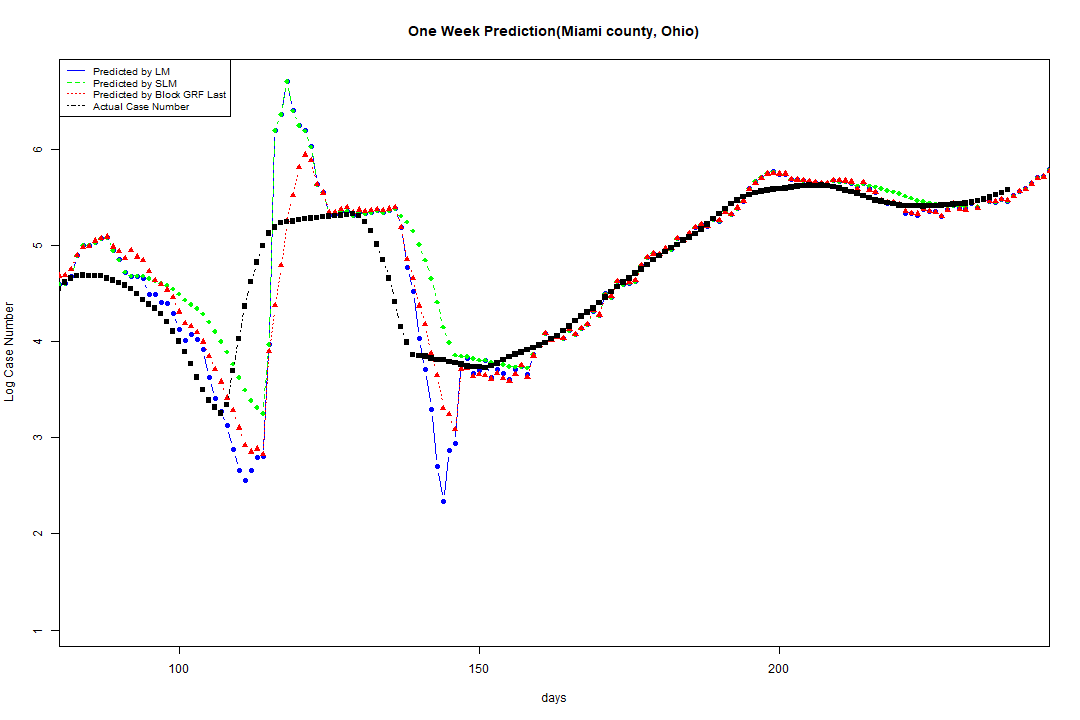 One Week Prediction(Miami county, Ohio)
Predicted by LM
Predicted by SLM
Predicted by Block GRF Last
Actual Case Number
Log Case Number
6
5
4
3
2
1
100
150
200
days